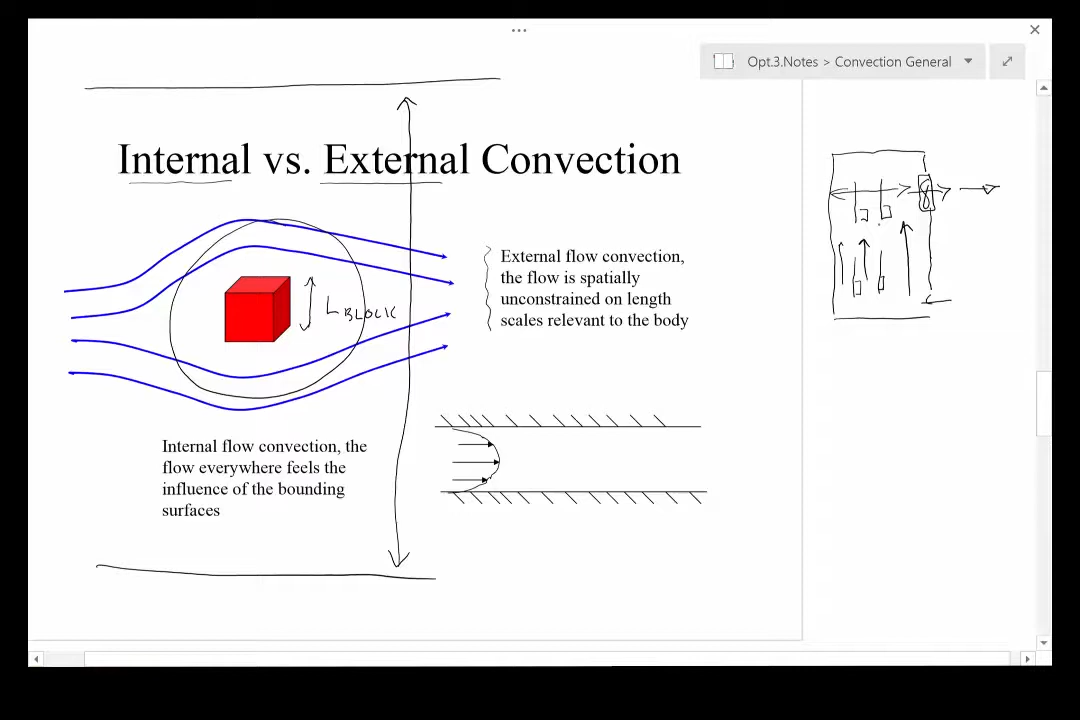 Opt.3.Notes > Convection General
Internal vs. External Convection
External flow convection,
the flow is spatially
unconstrained on length
scales relevant to the body
L BLOCK
Internal flow convection, the
flow everywhere feels the
influence of the bounding
surfaces